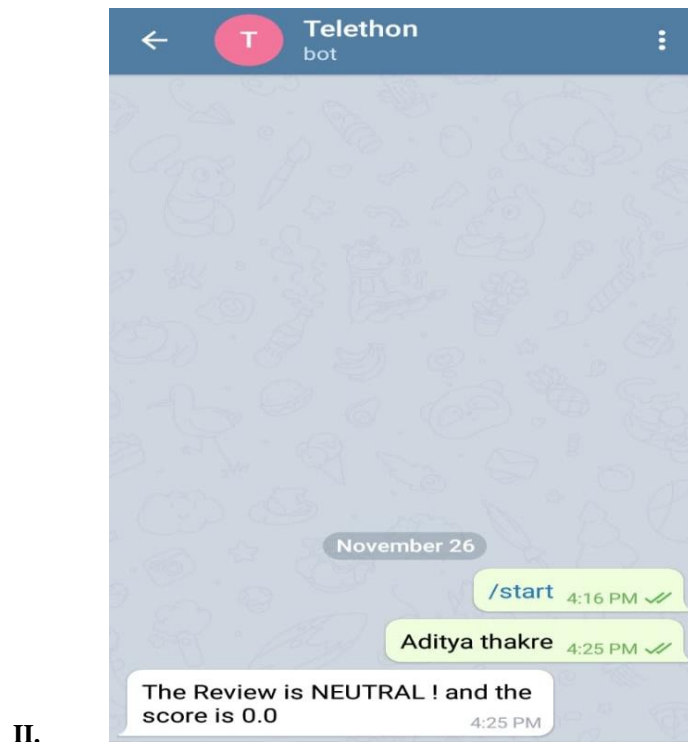 T
Telethon
bot
November 26
/start 4:16 PM
Aditya thakre 4:25 PM
The Review is NEUTRAL ! and the
score is 0.0
4:25 PM
II.